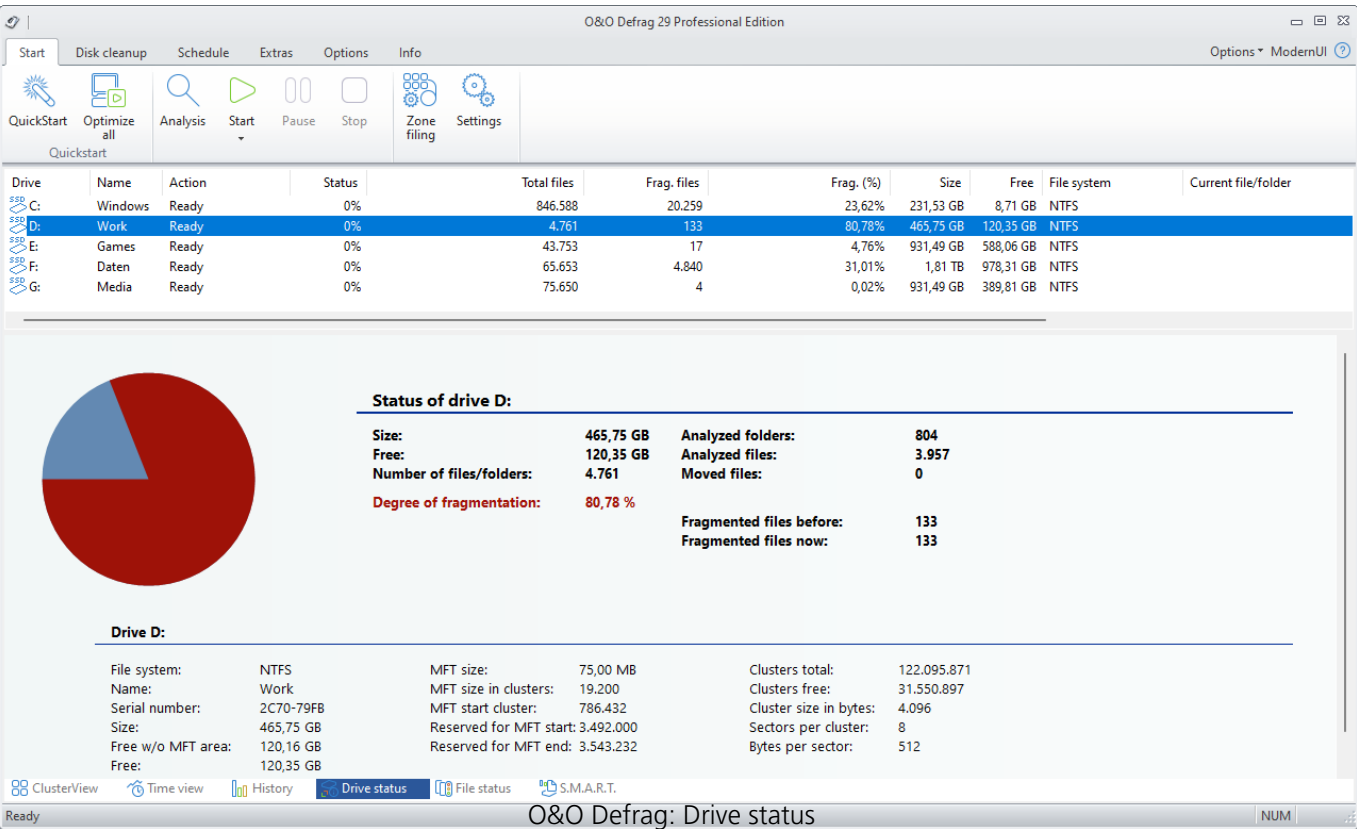 O&O Defrag 29 Professional Edition
Start Disk cleanup Schedule Extras Options Info Options ModernUI ?
QuickStart Optimize all Analysis Start Pause Stop Zone filing Settings
Quickstart
Drive Name Action Status Total files Frag. files Frag. (%) Size Free File system Current file/folder
SSD C: Windows Ready 0% 846.588 20.259 23,62% 231,53 GB 8,71 GB NTFS
SSD D: Work Ready 0% 4.761 133 80,78% 465,75 GB 120,35 GB NTFS
SSD E: Games Ready 0% 43.753 17 4,76% 931,49 GB 588,06 GB NTFS
SSD F: Daten Ready 0% 65.653 4.840 31,01% 1,81 TB 978,31 GB NTFS
SSD G: Media Ready 0% 75.650 4 0,02% 931,49 GB 389,81 GB NTFS
Status of drive D:
Size: 465,75 GB Analyzed folders: 804
Free: 120,35 GB Analyzed files: 3.957
Number of files/folders: 4.761 Moved files: 0
Degree of fragmentation: 80,78 %
Fragmented files before: 133
Fragmented files now: 133
Drive D:
File system: NTFS MFT size: 75,00 MB Clusters total: 122.095.871
Name: Work MFT size in clusters: 19.200 Clusters free: 31.550.897
Serial number: 2C70-79FB MFT start cluster: 786.432 Cluster size in bytes: 4.096
Size: 465,75 GB Reserved for MFT start: 3.492.000 Sectors per cluster: 8
Free w/o MFT area: 120,16 GB Reserved for MFT end: 3.543.232 Bytes per sector: 512
Free: 120,35 GB
ClusterView Time view History Drive status File status S.M.A.R.T.
Ready O&O Defrag: Drive status NUM